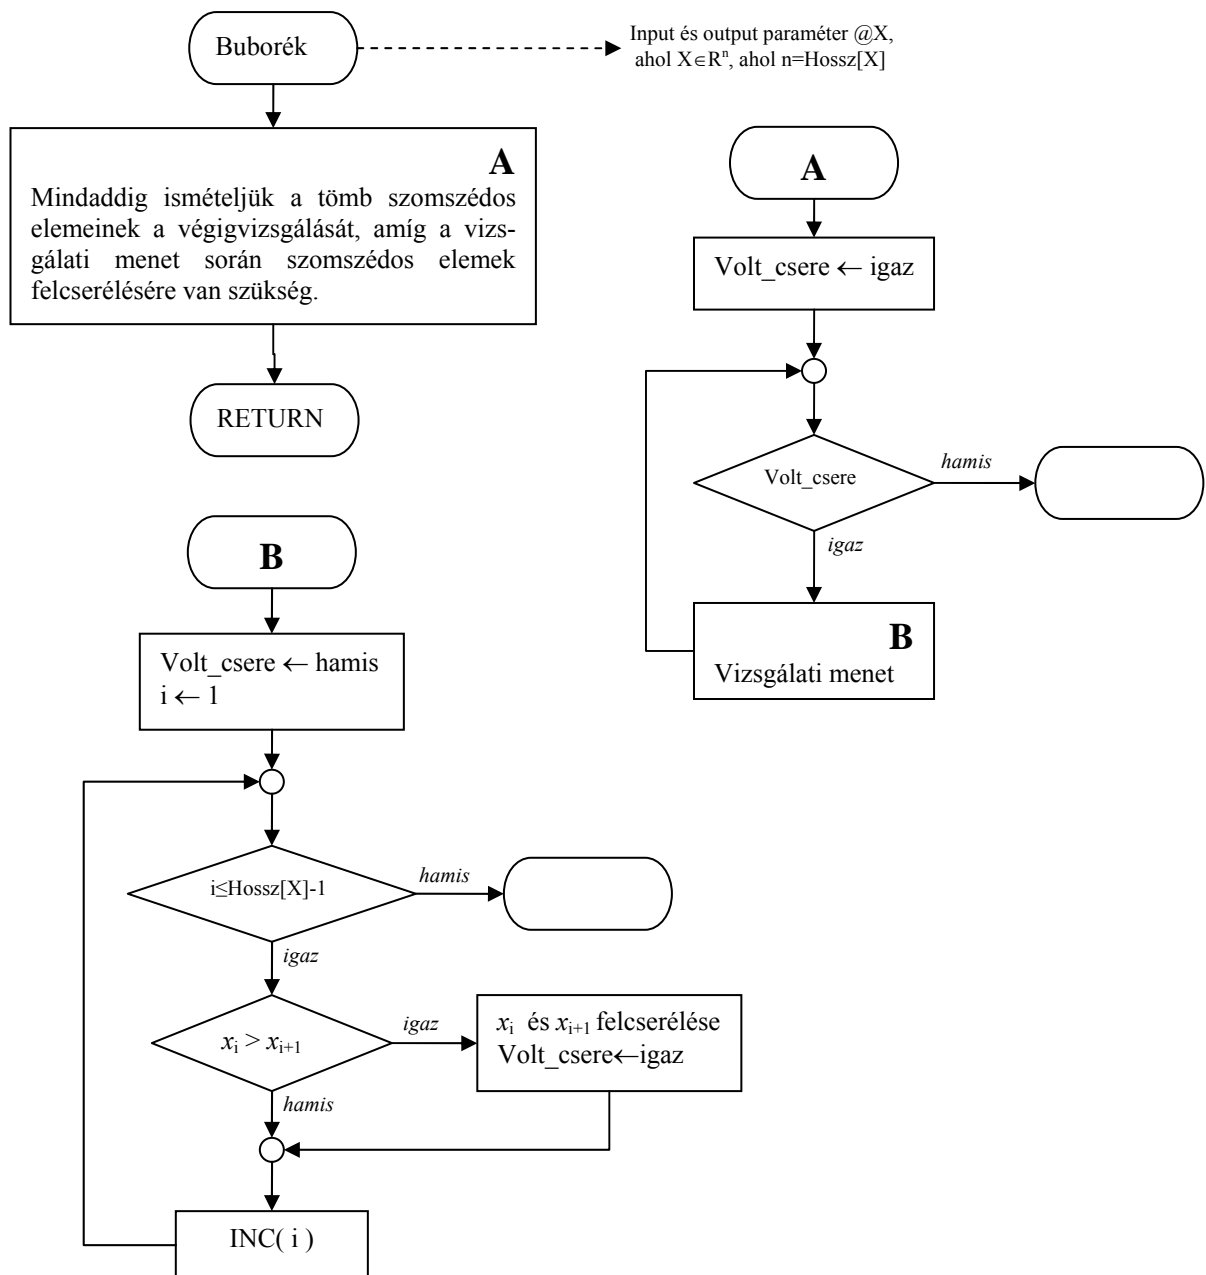 Buborék
Input és output paraméter @X,
ahol X∈Rⁿ, ahol n=Hossz[X]
A
Mindaddig ismételjük a tömb szomszédos
elemeinek a végigvizsgálását, amíg a vizs-
gálati menet során szomszédos elemek
felcserélésére van szükség.
RETURN
A
Volt_csere ← igaz
Volt_csere
hamis
igaz
B
Vizsgálati menet
B
Volt_csere ← hamis
i ← 1
i≤Hossz[X]-1
hamis
igaz
xᵢ > xᵢ₊₁
igaz
xᵢ és xᵢ₊₁ felcserélése
Volt_csere←igaz
hamis
INC( i )